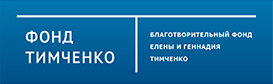 ФОНД
ТИМЧЕНКО
БЛАГОТВОРИТЕЛЬНЫЙ ФОНД
ЕЛЕНЫ И ГЕННАДИЯ
ТИМЧЕНКО